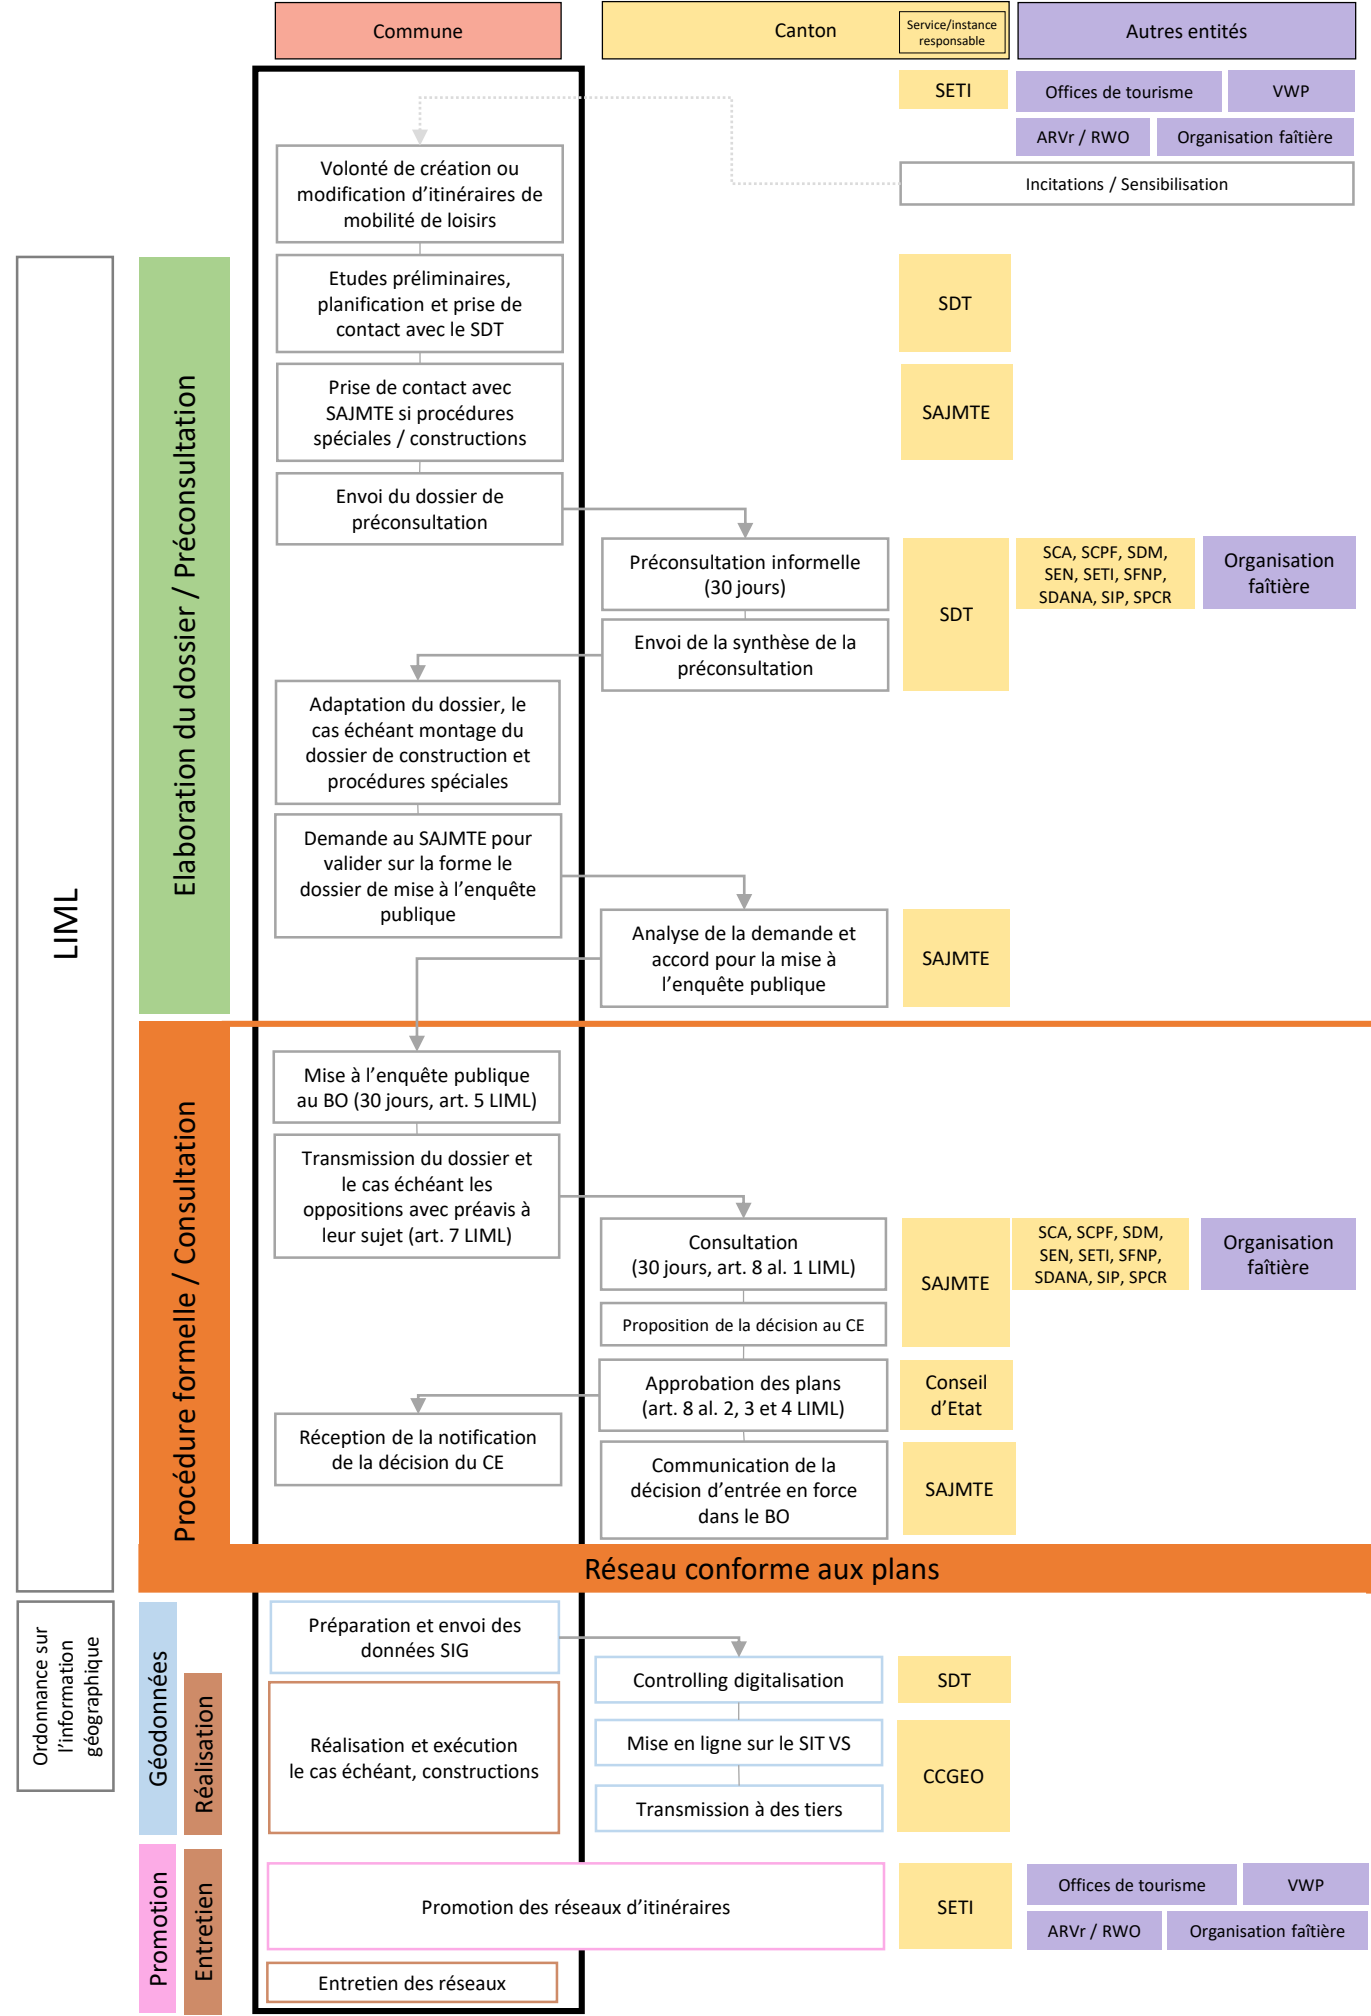 Commune
Canton
Service/instance
responsable
Autres entités
SETI
Offices de tourisme
VWP
ARVr / RWO
Organisation faîtière
Incitations / Sensibilisation
Volonté de création ou
modification d'itinéraires de
mobilité de loisirs
LIML
Elaboration du dossier / Préconsultation
Etudes préliminaires,
planification et prise de
contact avec le SDT
SDT
Prise de contact avec
SAJMTE si procédures
spéciales / constructions
SAJMTE
Envoi du dossier de
préconsultation
Préconsultation informelle
(30 jours)
SDT
SCA, SCPF, SDM,
SEN, SETI, SFNP,
SDANA, SIP, SPCR
Organisation
faîtière
Envoi de la synthèse de la
préconsultation
Adaptation du dossier, le
cas échéant montage du
dossier de construction et
procédures spéciales
Demande au SAJMTE pour
valider sur la forme le
dossier de mise à l'enquête
publique
Analyse de la demande et
accord pour la mise à
l'enquête publique
SAJMTE
Procédure formelle / Consultation
Mise à l'enquête publique
au BO (30 jours, art. 5 LIML)
Transmission du dossier et
le cas échéant les
oppositions avec préavis à
leur sujet (art. 7 LIML)
Consultation
(30 jours, art. 8 al. 1 LIML)
SAJMTE
SCA, SCPF, SDM,
SEN, SETI, SFNP,
SDANA, SIP, SPCR
Organisation
faîtière
Proposition de la décision au CE
Approbation des plans
(art. 8 al. 2, 3 et 4 LIML)
Conseil
d'Etat
Réception de la notification
de la décision du CE
Communication de la
décision d'entrée en force
dans le BO
SAJMTE
Réseau conforme aux plans
Ordonnance sur
l'information
géographique
Géodonnées
Réalisation
Préparation et envoi des
données SIG
Controlling digitalisation
SDT
Réalisation et exécution
le cas échéant, constructions
Mise en ligne sur le SIT VS
CCGEO
Transmission à des tiers
Promotion
Entretien
Promotion des réseaux d'itinéraires
SETI
Offices de tourisme
VWP
ARVr / RWO
Organisation faîtière
Entretien des réseaux